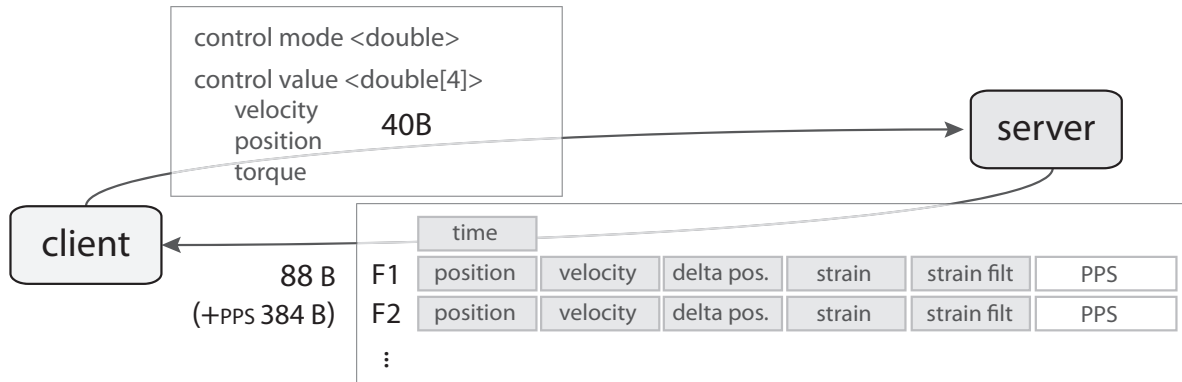 control mode <double>
control value <double[4]>
velocity
position
torque
40B
server
client
time
88 B
F1 position velocity delta pos. strain strain filt PPS
(+PPS 384 B)
F2 position velocity delta pos. strain strain filt PPS
⋮